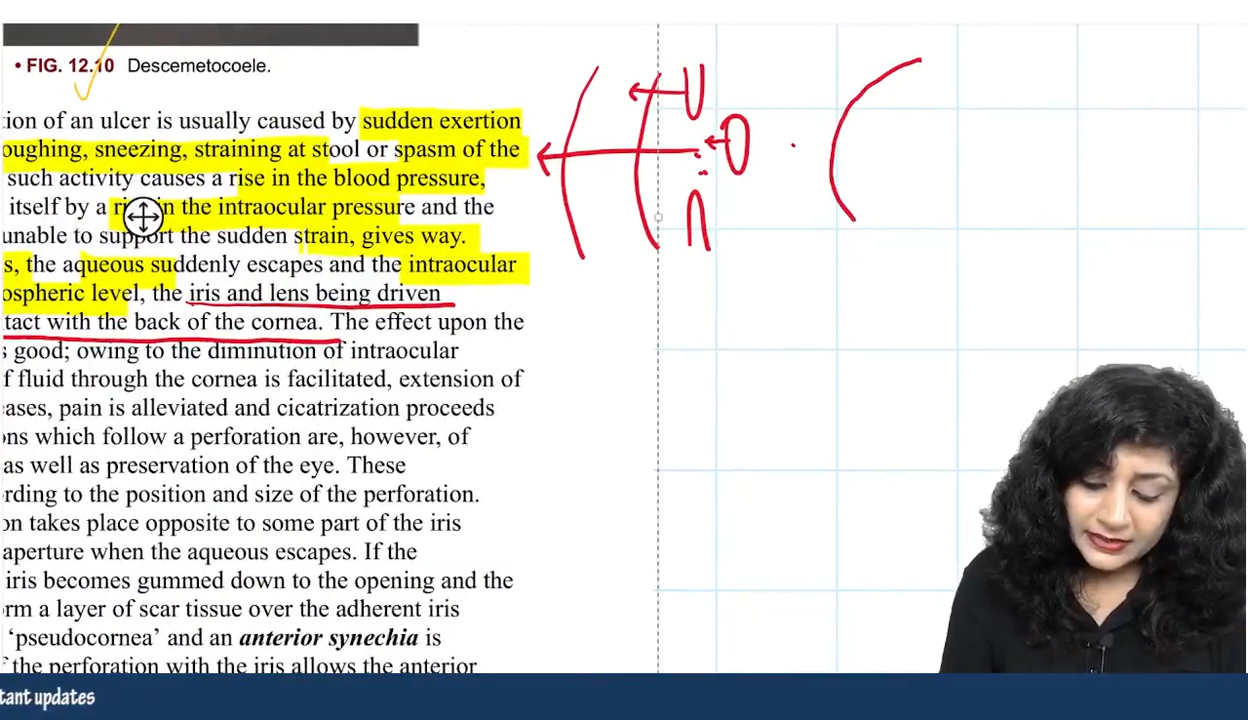 • FIG. 12.10 Descemetocoele.
tion of an ulcer is usually caused by sudden exertion
oughing, sneezing, straining at stool or spasm of the
such activity causes a rise in the blood pressure,
itself by a in the intraocular pressure and the
unable to support the sudden strain, gives way.
s, the aqueous suddenly escapes and the intraocular
ospheric level, the iris and lens being driven
tact with the back of the cornea. The effect upon the
s good; owing to the diminution of intraocular
f fluid through the cornea is facilitated, extension of
eases, pain is alleviated and cicatrization proceeds
ons which follow a perforation are, however, of
as well as preservation of the eye. These
rding to the position and size of the perforation.
on takes place opposite to some part of the iris
aperture when the aqueous escapes. If the
iris becomes gummed down to the opening and the
orm a layer of scar tissue over the adherent iris
'pseudocornea' and an anterior synechia is
f the perforation with the iris allows the anterior
tant updates